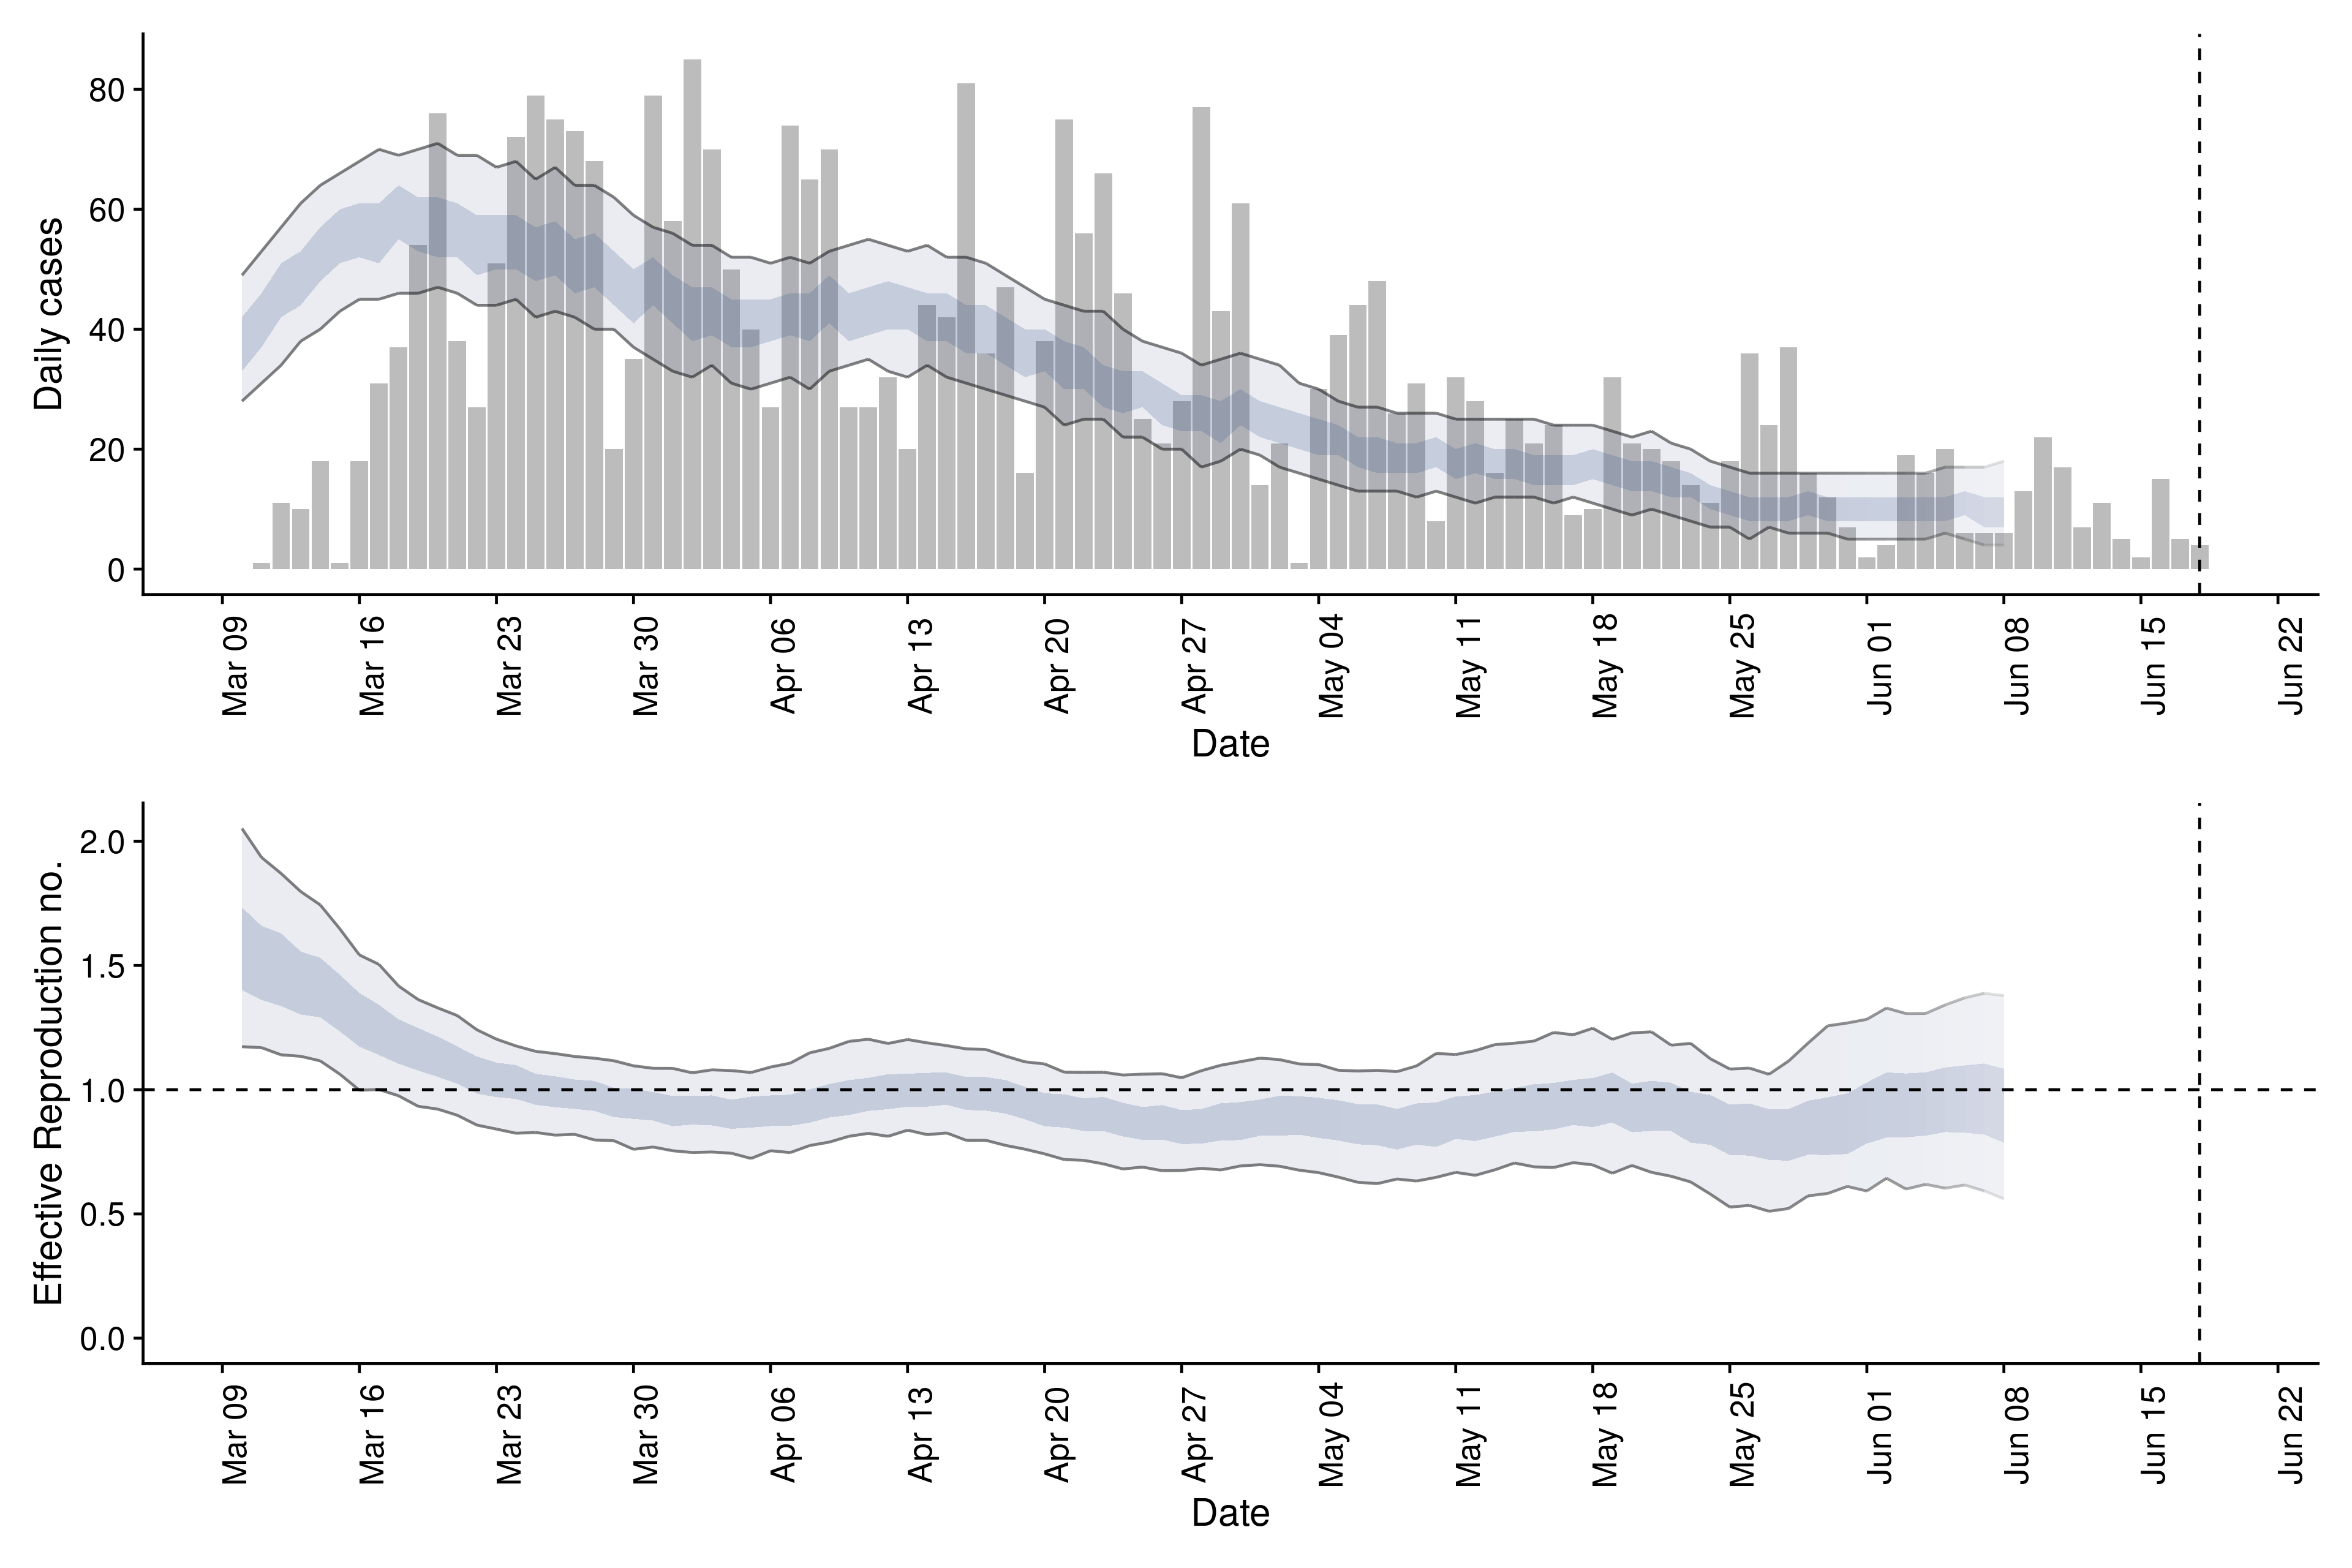 Daily cases
80
60
40
20
0
Mar 09
Mar 16
Mar 23
Mar 30
Apr 06
Apr 13
Apr 20
Apr 27
May 04
May 11
May 18
May 25
Jun 01
Jun 08
Jun 15
Jun 22
Date
Effective Reproduction no.
2.0
1.5
1.0
0.5
0.0
Mar 09
Mar 16
Mar 23
Mar 30
Apr 06
Apr 13
Apr 20
Apr 27
May 04
May 11
May 18
May 25
Jun 01
Jun 08
Jun 15
Jun 22
Date